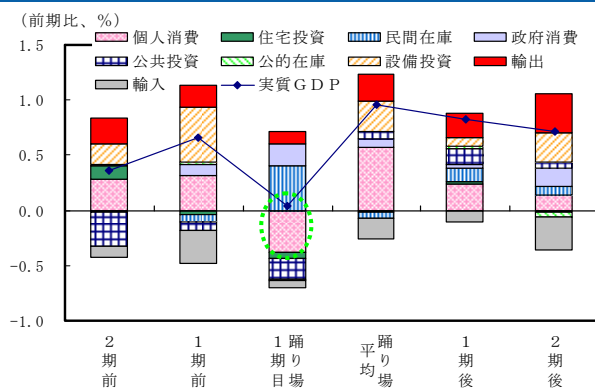 (前期比、%)
個人消費 住宅投資 民間在庫 政府消費
公共投資 公的在庫 設備投資 輸出
輸入 実質GDP
1.5
1.0
0.5
0.0
-0.5
-1.0
2期前
1期前
踊り場
1期目
踊り場
平均
1期後
2期後